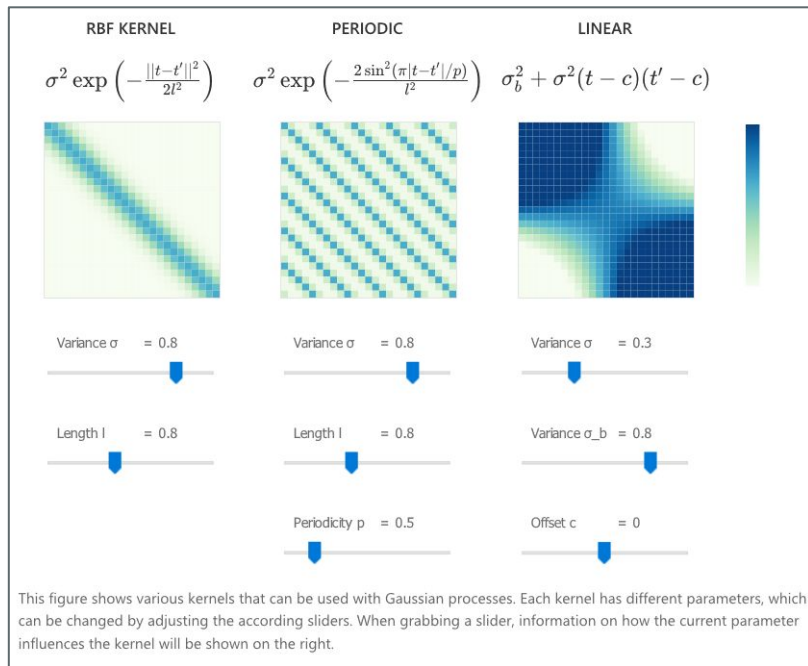 RBF KERNEL
PERIODIC
LINEAR
σ² exp (−||t−t′||²/2l²)
σ² exp (−2 sin²(π|t−t′|/p)/l²)
σ_b² + σ²(t − c)(t′ − c)
Variance σ = 0.8
Variance σ = 0.8
Variance σ = 0.3
Length l = 0.8
Length l = 0.8
Variance σ_b = 0.8
Periodicity p = 0.5
Offset c = 0
This figure shows various kernels that can be used with Gaussian processes. Each kernel has different parameters, which
can be changed by adjusting the according sliders. When grabbing a slider, information on how the current parameter
influences the kernel will be shown on the right.